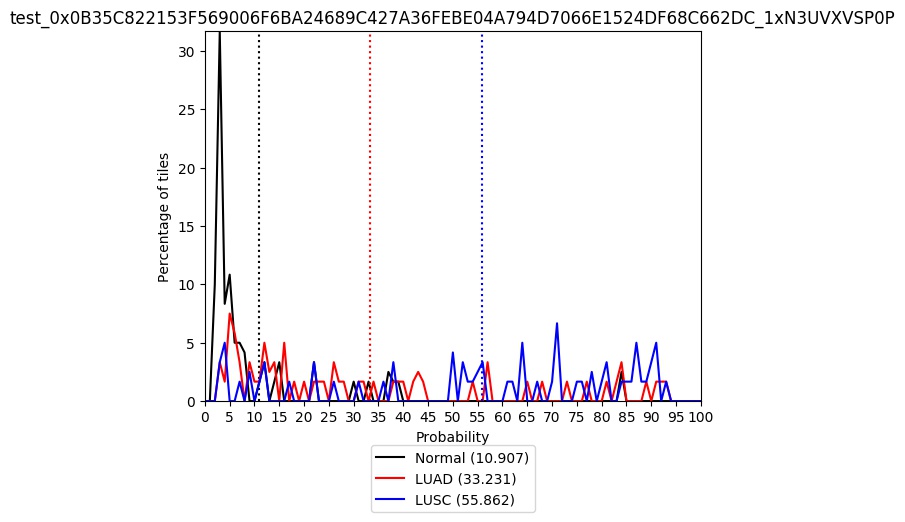 test_0x0B35C822153F569006F6BA24689C427A36FEBE04A794D7066E1524DF68C662DC_1xN3UVXVSP0P
30
25
20
15
10
5
0
Percentage of tiles
0 5 10 15 20 25 30 35 40 45 50 55 60 65 70 75 80 85 90 95 100
Probability
Normal (10.907)
LUAD (33.231)
LUSC (55.862)